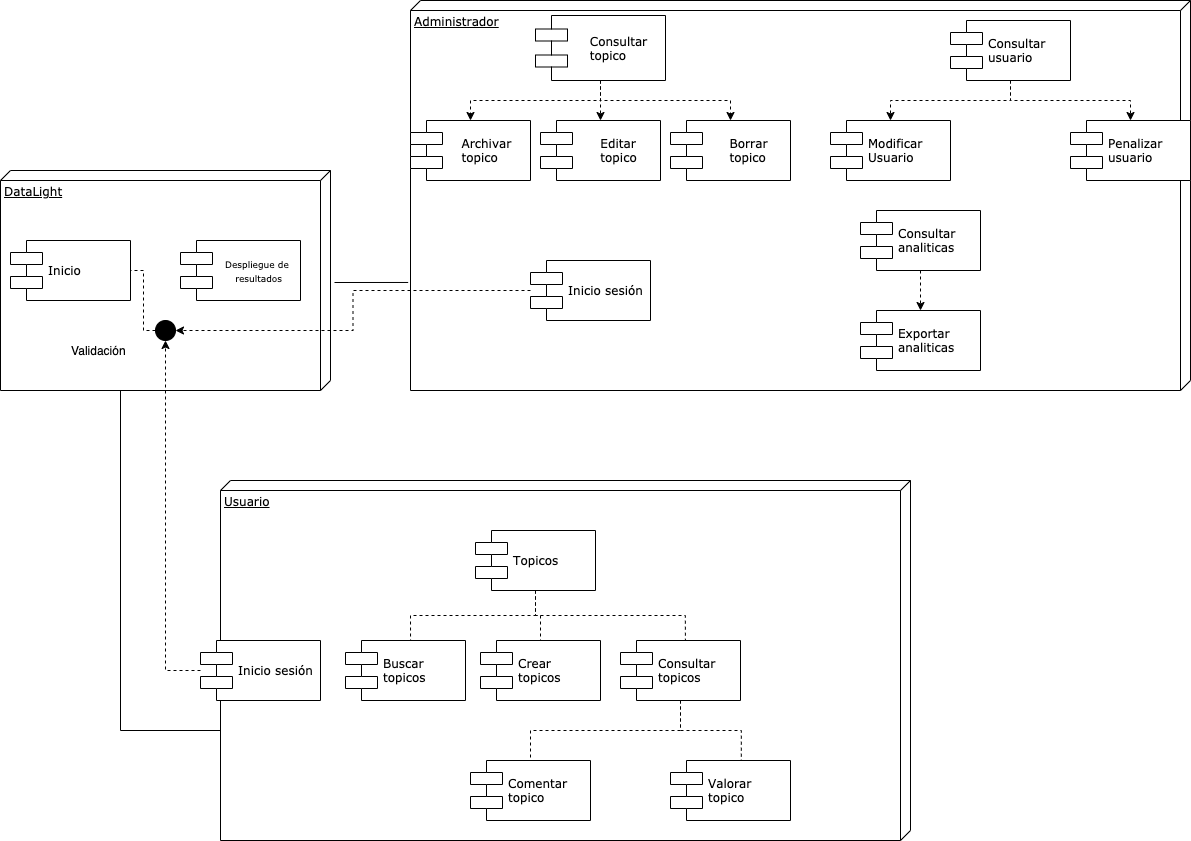 Administrador
Consultar
topico
Consultar
usuario
Archivar
topico
Editar
topico
Borrar
topico
Modificar
Usuario
Penalizar
usuario
Consultar
analiticas
Inicio sesión
Exportar
analiticas
DataLight
Inicio
Despliegue de
resultados
Validación
Usuario
Topicos
Inicio sesión
Buscar
topicos
Crear
topicos
Consultar
topicos
Comentar
topico
Valorar
topico